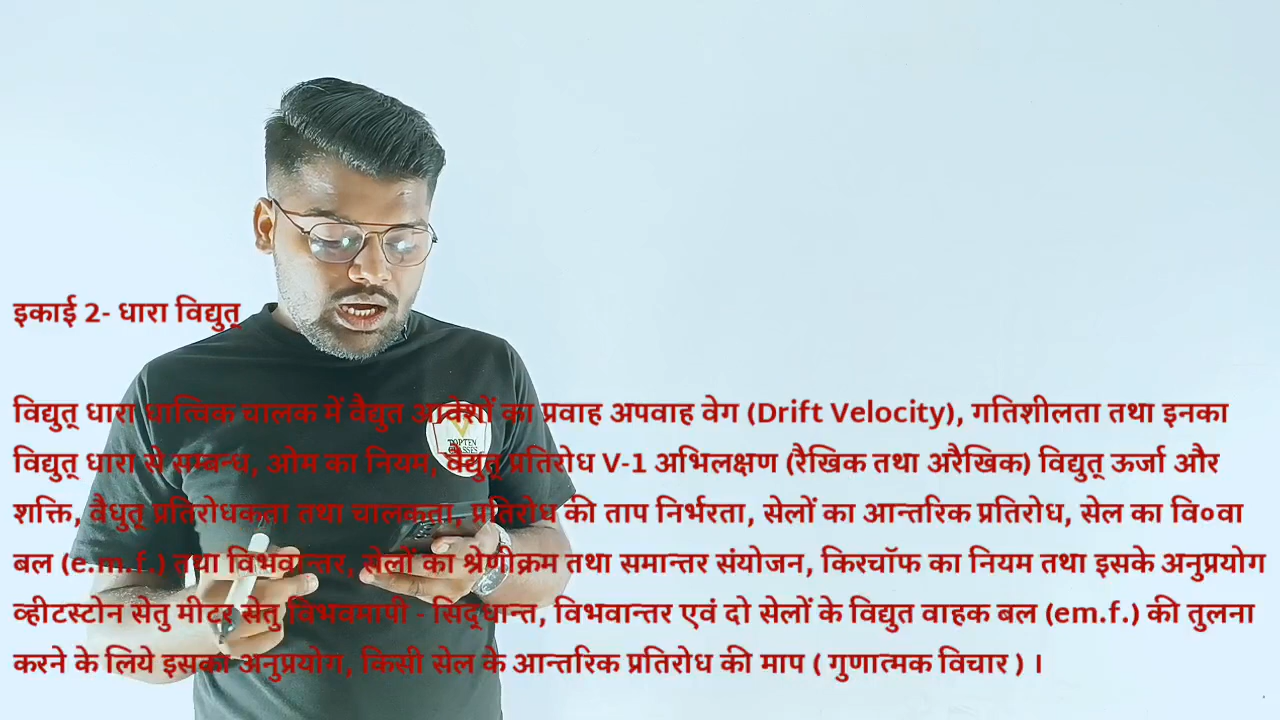 इकाई 2- धारा विद्युत्
विद्युत् धारा धात्विक चालक में वैद्युत आवेशों का प्रवाह अपवाह वेग (Drift Velocity), गतिशीलता तथा इनका
विद्युत् धारा से सम्बन्ध, ओम का नियम, वैद्युत् प्रतिरोध V-1 अभिलक्षण (रैखिक तथा अरैखिक) विद्युत् ऊर्जा और
शक्ति, वैधुत् प्रतिरोधकता तथा चालकता, प्रतिरोध की ताप निर्भरता, सेलों का आन्तरिक प्रतिरोध, सेल का वि०वा
बल (e.m.f.) तथा विभवान्तर, सेलों का श्रेणीक्रम तथा समान्तर संयोजन, किरचॉफ का नियम तथा इसके अनुप्रयोग
व्हीटस्टोन सेतु मीटर सेतु विभवमापी - सिद्धान्त, विभवान्तर एवं दो सेलों के विद्युत वाहक बल (em.f.) की तुलना
करने के लिये इसका अनुप्रयोग, किसी सेल के आन्तरिक प्रतिरोध की माप ( गुणात्मक विचार ) ।
TOP TEN
CLASSES